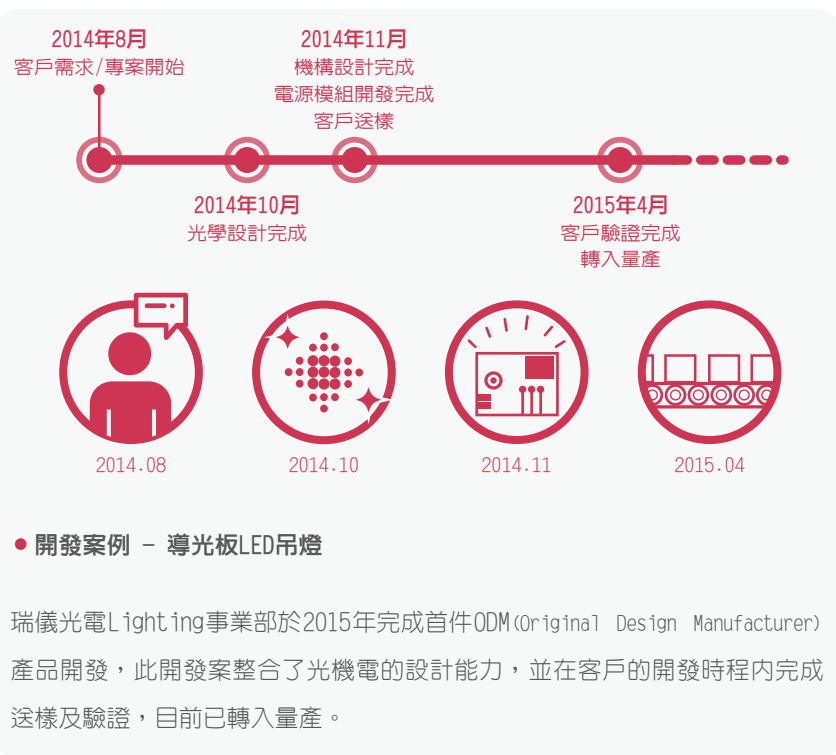 2014年8月
客戶需求/專案開始
2014年11月
機構設計完成
電源模組開發完成
客戶送樣
2014年10月
光學設計完成
2015年4月
客戶驗證完成
轉入量產
2014.08
2014.10
2014.11
2015.04
● 開發案例 – 導光板LED吊燈
瑞儀光電Lighting事業部於2015年完成首件ODM(Original Design Manufacturer)
產品開發，此開發案整合了光機電的設計能力，並在客戶的開發時程內完成
送樣及驗證，目前已轉入量產。